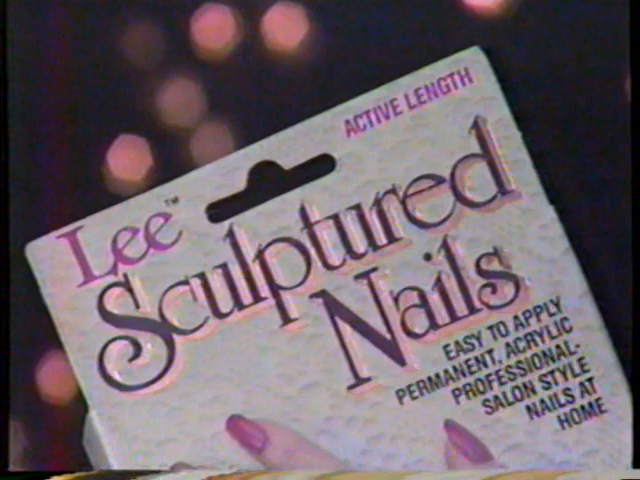 ACTIVE LENGTH
Lee™
Sculptured
Nails
EASY TO APPLY
PERMANENT, ACRYLIC
PROFESSIONAL-
SALON STYLE
NAILS AT
HOME